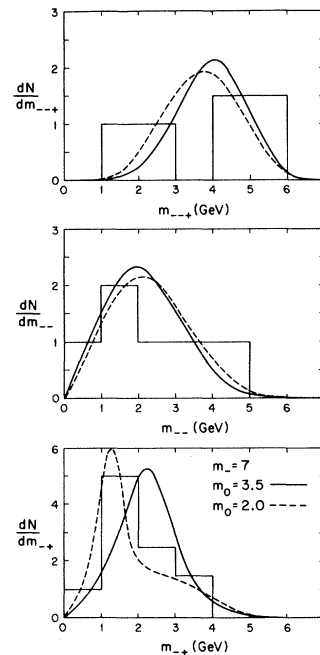 3
2
dN
dm--+
1
0
0 1 2 3 4 5 6
m--+ (GeV)
3
2
dN
dm--
1
0
0 1 2 3 4 5 6
m-- (GeV)
6
m-=7
m0=3.5
4
m0=2.0
dN
dm-+
2
0
0 1 2 3 4 5 6
m-+ (GeV)